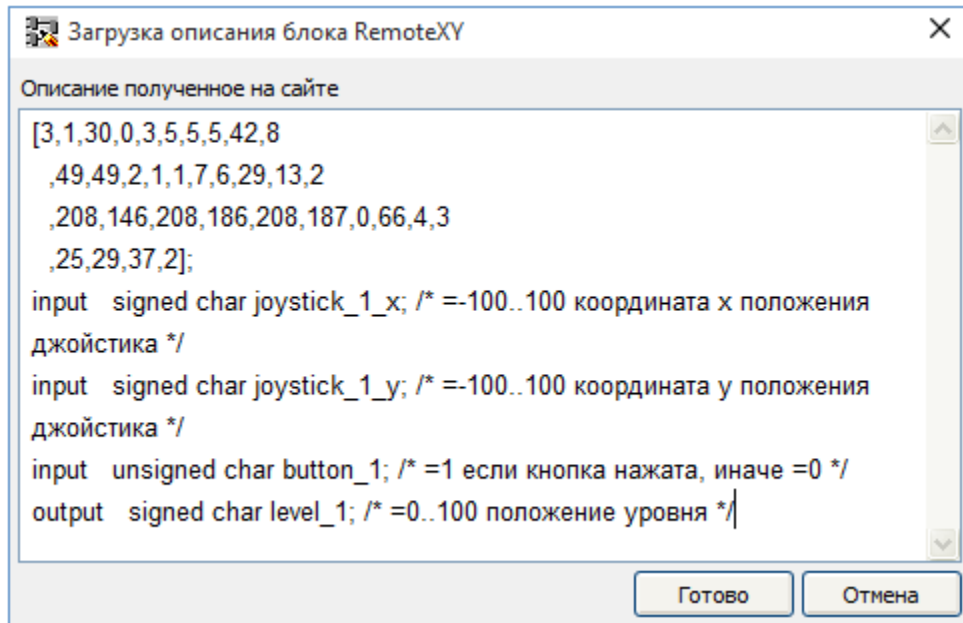 Загрузка описания блока RemoteXY
Описание полученное на сайте
[3,1,30,0,3,5,5,5,42,8
,49,49,2,1,1,7,6,29,13,2
,208,146,208,186,208,187,0,66,4,3
,25,29,37,2];
input signed char joystick_1_x; /* =-100..100 координата x положения
джойстика */
input signed char joystick_1_y; /* =-100..100 координата y положения
джойстика */
input unsigned char button_1; /* =1 если кнопка нажата, иначе =0 */
output signed char level_1; /* =0..100 положение уровня */
Готово Отмена